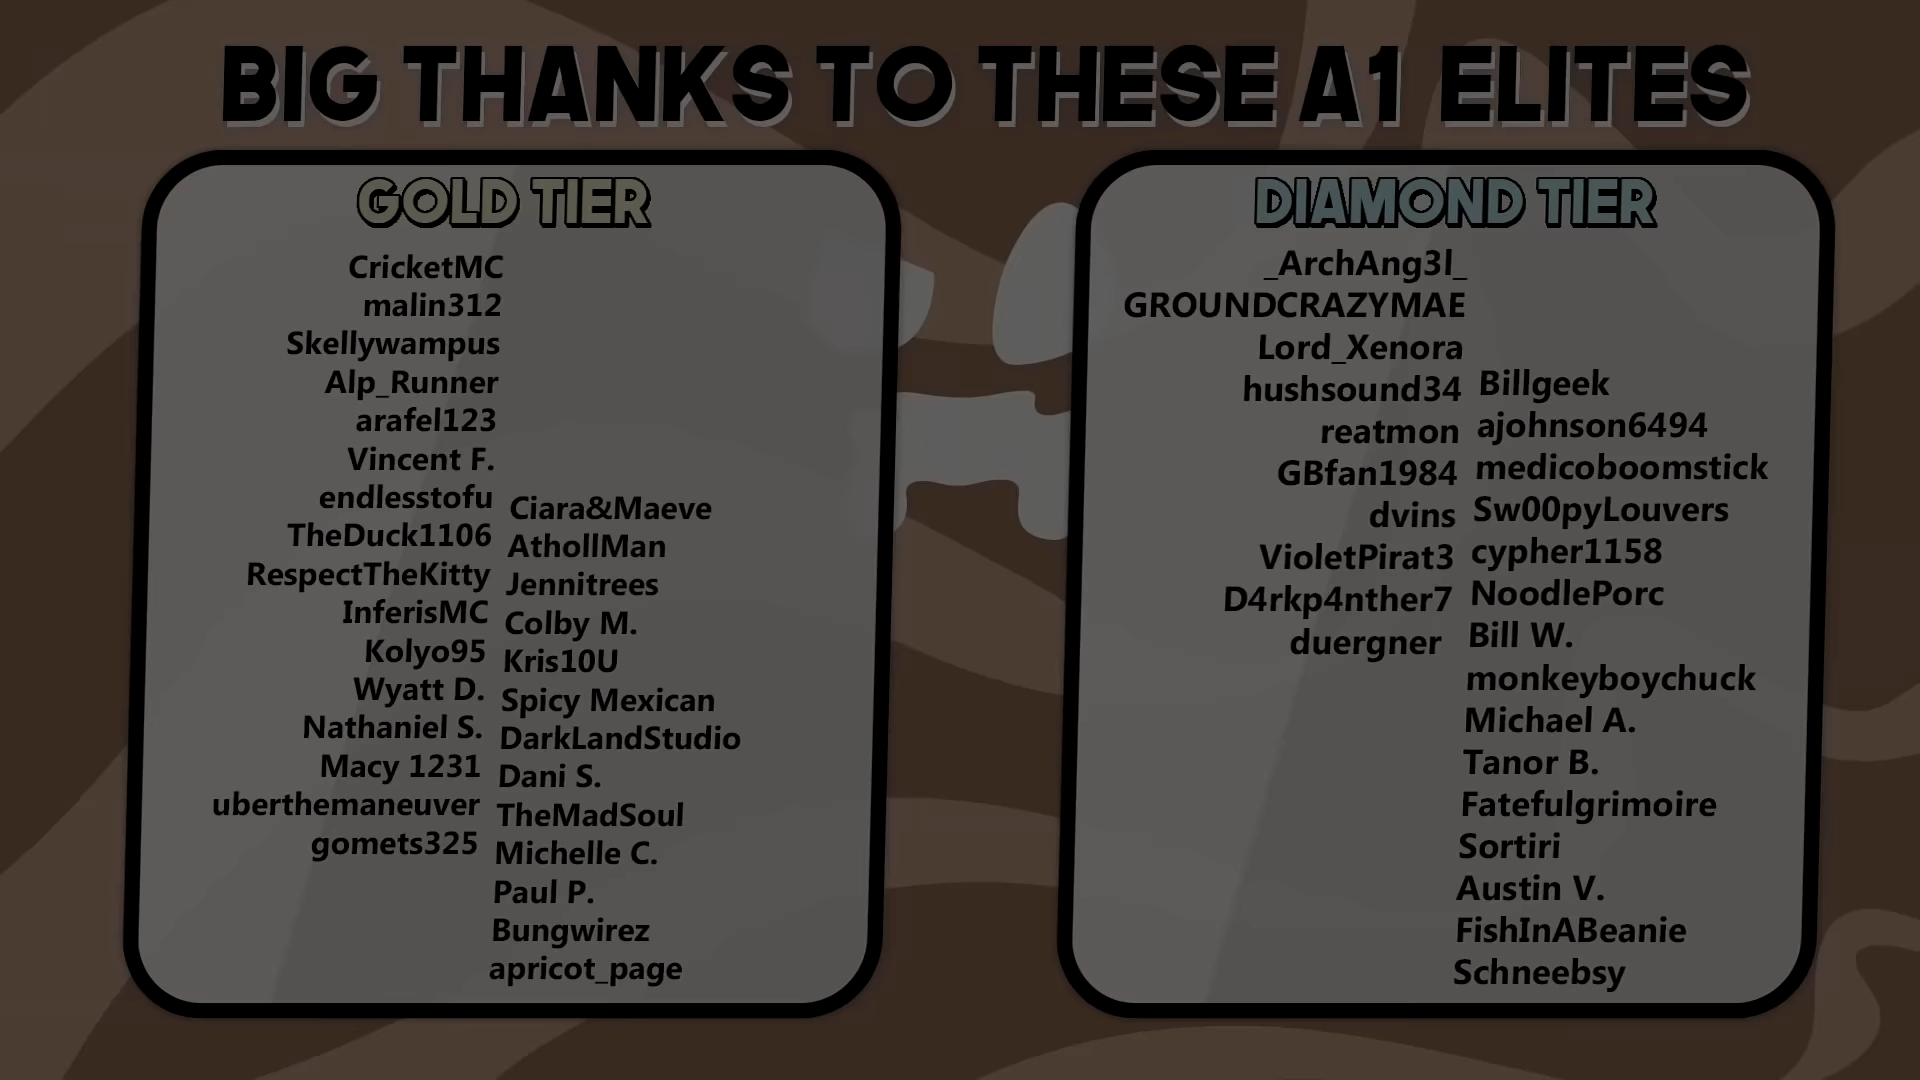 BIG THANKS TO THESE A1 ELITES
GOLD TIER
CricketMC
malin312
Skellywampus
Alp_Runner
arafel123
Vincent F.
endlesstofu
TheDuck1106
RespectTheKitty
InferisMC
Kolyo95
Wyatt D.
Nathaniel S.
Macy 1231
uberthemaneuver
gomets325
Ciara&Maeve
AthollMan
Jennitrees
Colby M.
Kris10U
Spicy Mexican
DarkLandStudio
Dani S.
TheMadSoul
Michelle C.
Paul P.
Bungwirez
apricot_page
DIAMOND TIER
_ArchAng3l_
GROUNDCRAZYMAE
Lord_Xenora
hushsound34
reatmon
GBfan1984
dvins
VioletPirat3
D4rkp4nther7
duergner
Billgeek
ajohnson6494
medicoboomstick
Sw00pyLouvers
cypher1158
NoodlePorc
Bill W.
monkeyboychuck
Michael A.
Tanor B.
Fatefulgrimoire
Sortiri
Austin V.
FishInABeanie
Schneebsy